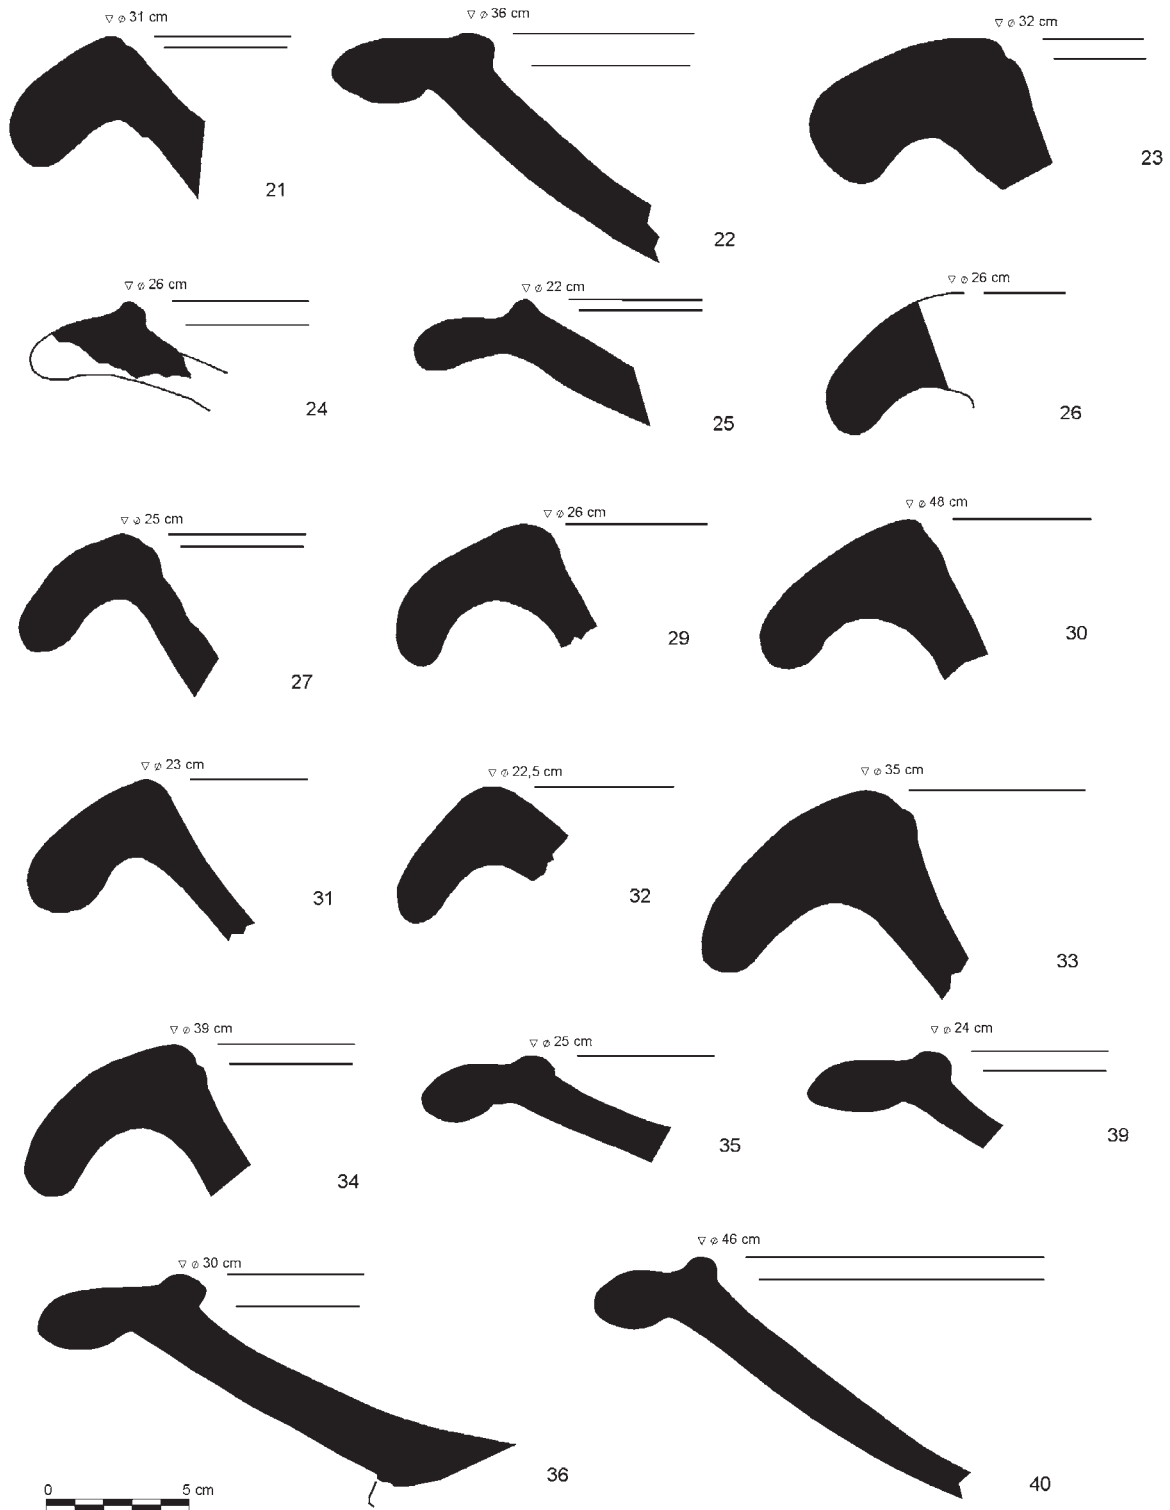 ▽ ⌀ 31 cm
▽ ⌀ 36 cm
▽ ⌀ 32 cm
21
22
23
▽ ⌀ 26 cm
▽ ⌀ 22 cm
▽ ⌀ 26 cm
24
25
26
▽ ⌀ 25 cm
▽ ⌀ 26 cm
▽ ⌀ 48 cm
27
29
30
▽ ⌀ 23 cm
▽ ⌀ 22,5 cm
▽ ⌀ 35 cm
31
32
33
▽ ⌀ 39 cm
▽ ⌀ 25 cm
▽ ⌀ 24 cm
34
35
39
▽ ⌀ 30 cm
▽ ⌀ 46 cm
36
40
0 5 cm